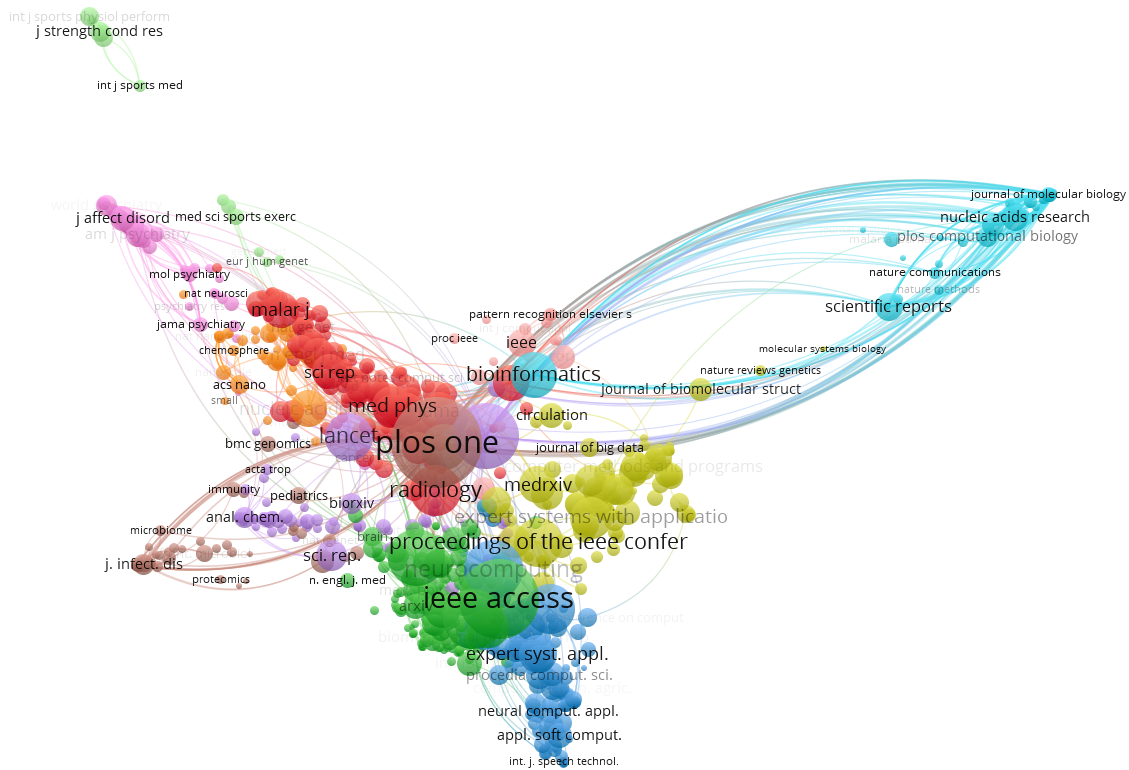 int j sports physiol perform
j strength cond res
int j sports med
journal of molecular biology
j affect disord
med sci sports exerc
nucleic acids research
am j psychiatry
plos computational biology
eur j hum genet
mol psychiatry
nature communications
nat neurosci
nature methods
malar j
scientific reports
pattern recognition elsevier s
jama psychiatry
proc ieee
ieee
chemosphere
molecular systems biology
sci rep
bioinformatics
nature reviews genetics
acs nano
journal of biomolecular struct
small
med phys
circulation
lancet
plos one
bmc genomics
journal of big data
acta trop
computer methods and programs
immunity
pediatrics
radiology
medrxiv
biorxiv
anal. chem.
expert systems with applicatio
microbiome
brain
proceedings of the ieee confer
sci. rep.
j. infect. dis
neurocomputing
proteomics
n. engl. j. med
arxiv
ieee access
expert syst. appl.
procedia comput. sci.
neural comput. appl.
appl. soft comput.
int. j. speech technol.